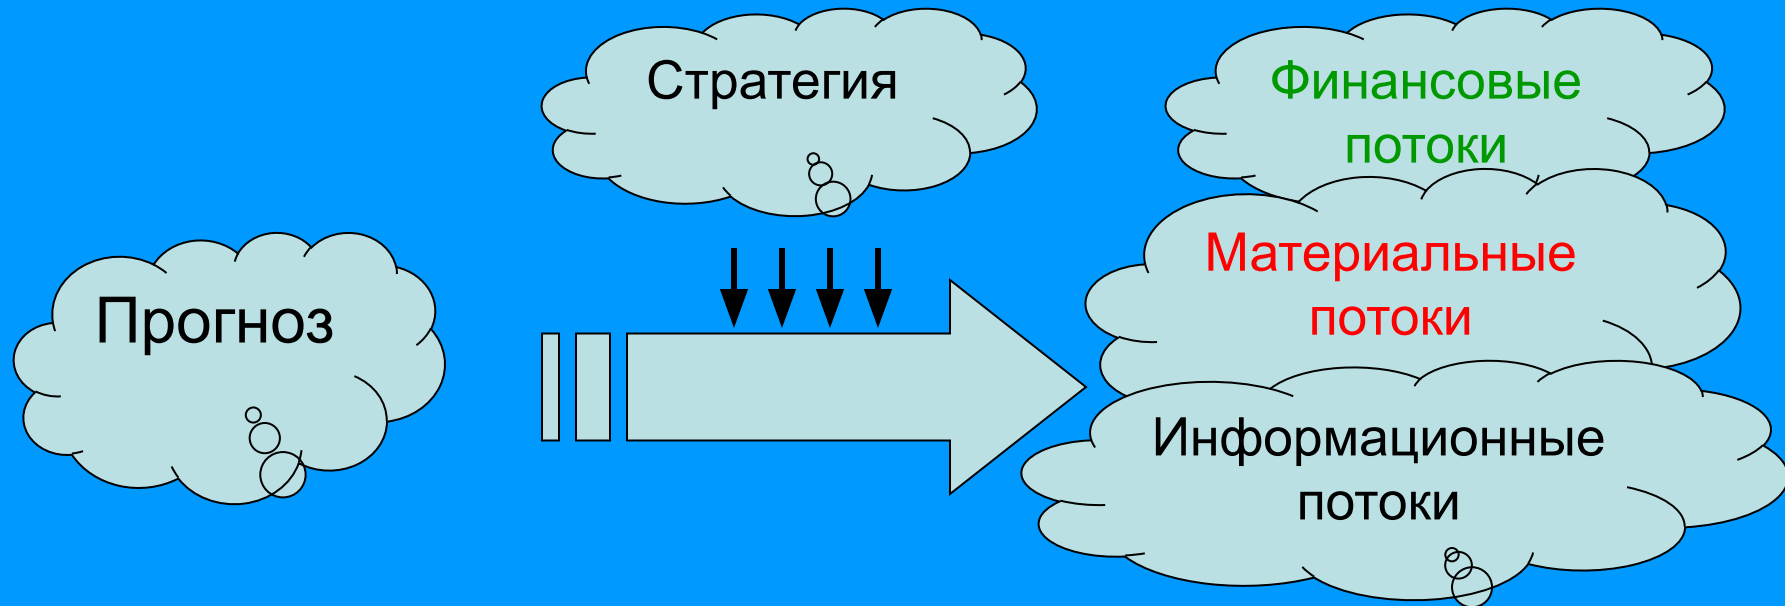 Прогноз
Стратегия
Финансовые
потоки
Материальные
потоки
Информационные
потоки